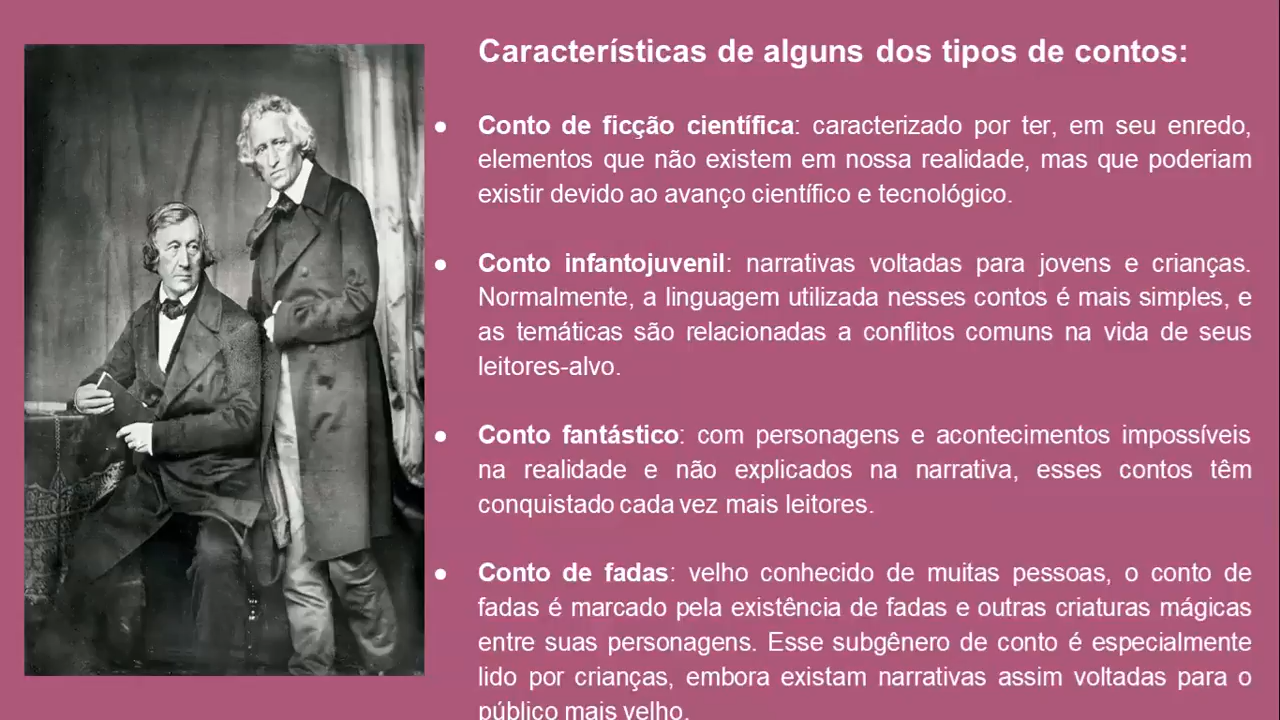 Características de alguns dos tipos de contos:
● Conto de ficção científica: caracterizado por ter, em seu enredo,
elementos que não existem em nossa realidade, mas que poderiam
existir devido ao avanço científico e tecnológico.
● Conto infantojuvenil: narrativas voltadas para jovens e crianças.
Normalmente, a linguagem utilizada nesses contos é mais simples, e
as temáticas são relacionadas a conflitos comuns na vida de seus
leitores-alvo.
● Conto fantástico: com personagens e acontecimentos impossíveis
na realidade e não explicados na narrativa, esses contos têm
conquistado cada vez mais leitores.
● Conto de fadas: velho conhecido de muitas pessoas, o conto de
fadas é marcado pela existência de fadas e outras criaturas mágicas
entre suas personagens. Esse subgênero de conto é especialmente
lido por crianças, embora existam narrativas assim voltadas para o
público mais velho.